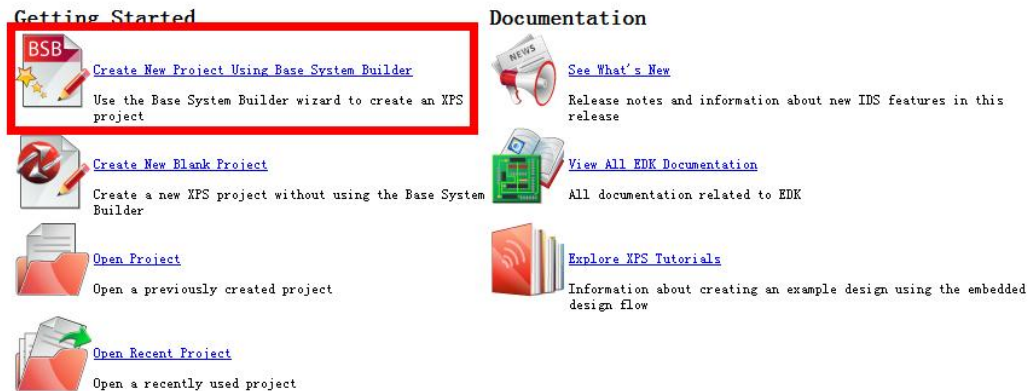 Getting Started
BSB
Create New Project Using Base System Builder
Use the Base System Builder wizard to create an XPS
project
Create New Blank Project
Create a new XPS project without using the Base System
Builder
Open Project
Open a previously created project
Open Recent Project
Open a recently used project
Documentation
NEWS
See What's New
Release notes and information about new IDS features in this
release
View All EDK Documentation
All documentation related to EDK
Explore XPS Tutorials
Information about creating an example design using the embedded
design flow